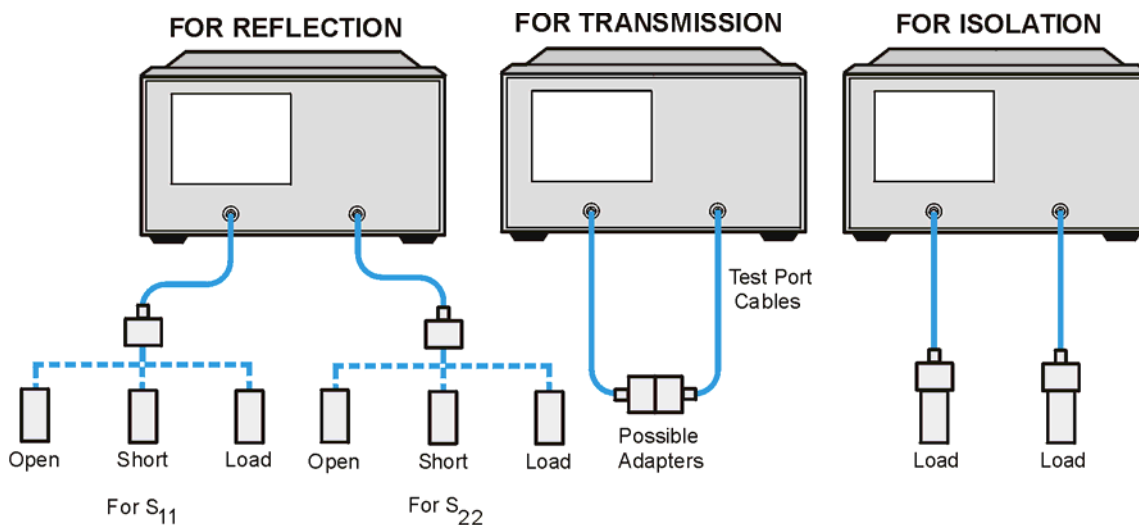 FOR REFLECTION
FOR TRANSMISSION
FOR ISOLATION
Test Port
Cables
Open
Short
Load
Open
Short
Load
Possible
Adapters
Load
Load
For S11
For S22